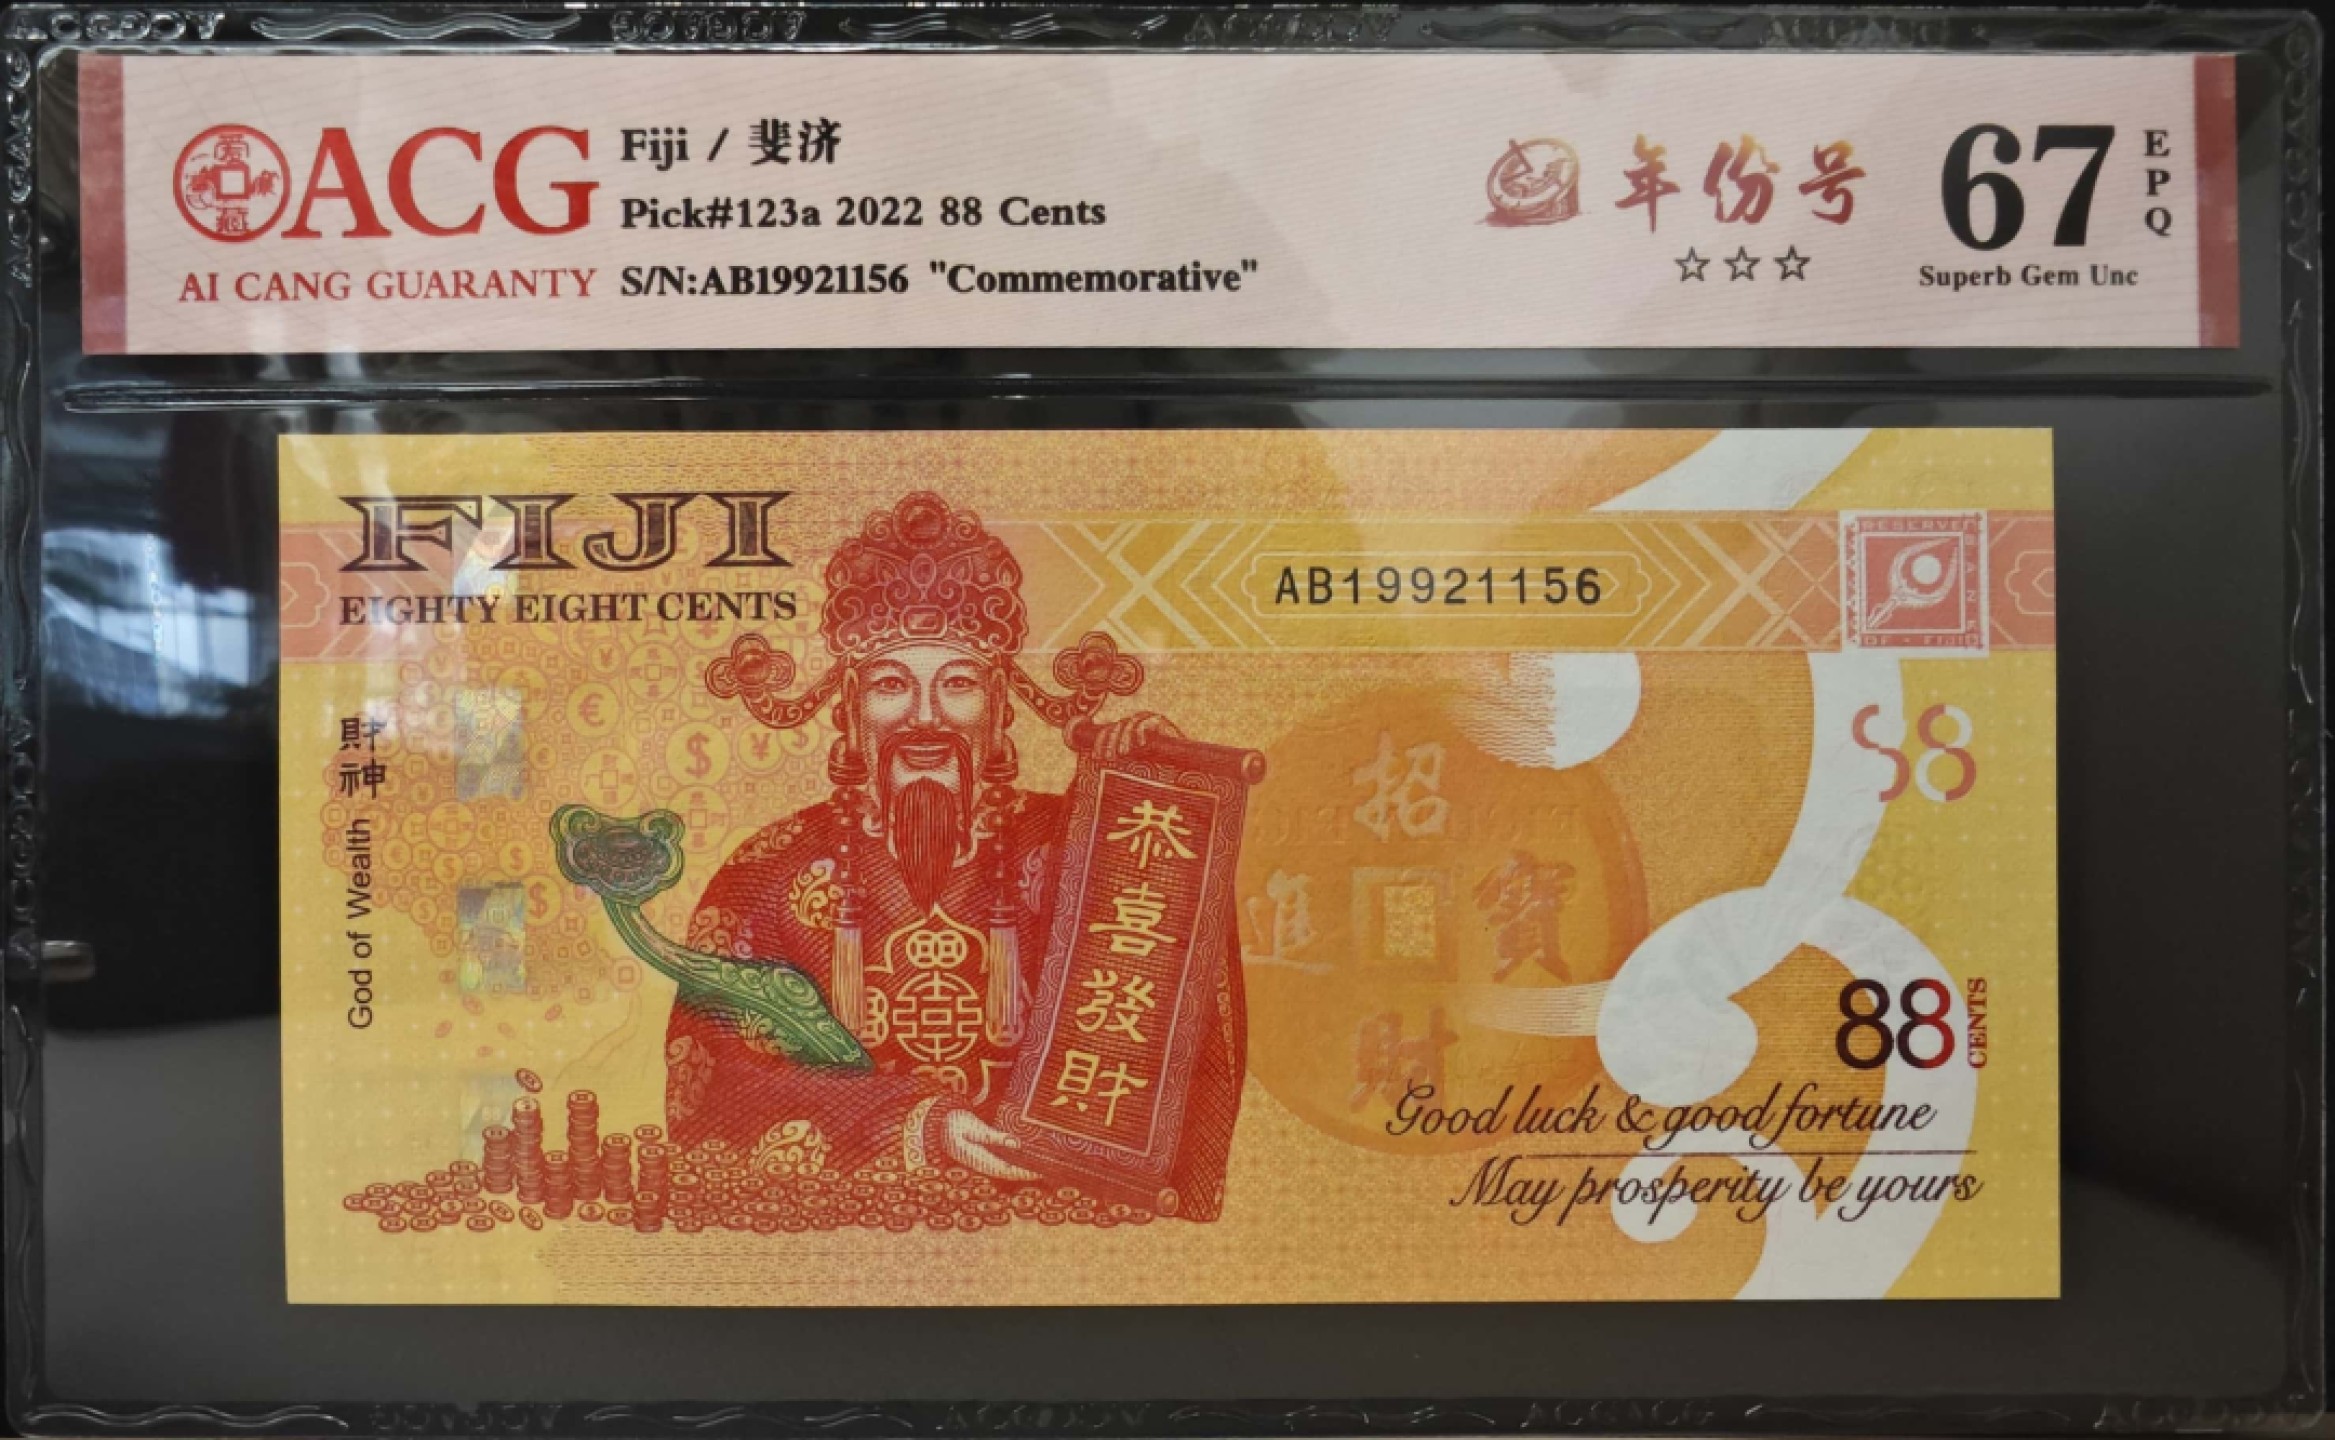 ACG
AI CANG GUARANTY
Fiji / 斐济
Pick#123a 2022 88 Cents
S/N:AB19921156 "Commemorative"
年份号
☆☆☆
67
EPQ
Superb Gem Unc
FIJI
EIGHTY EIGHT CENTS
AB19921156
財神
God of Wealth
恭喜發財
招
進
寶
財
88
CENTS
Good luck & good fortune
May prosperity be yours